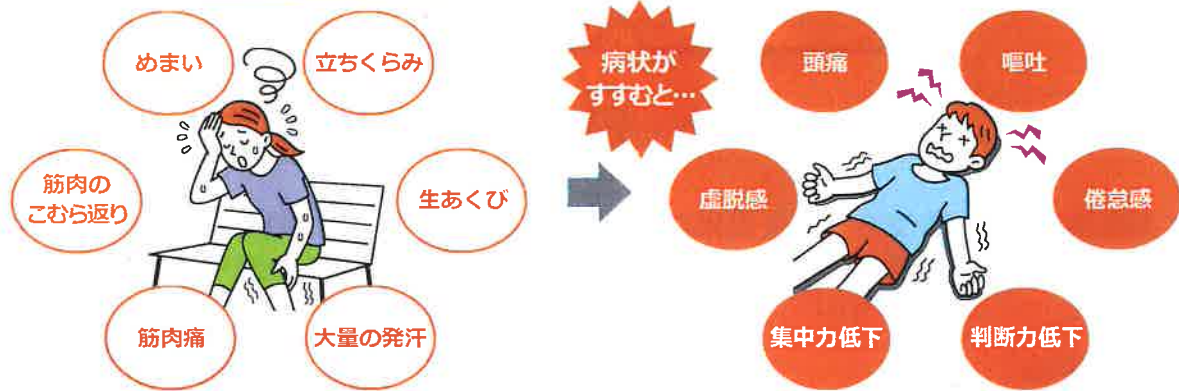 めまい
立ちくらみ
筋肉の
こむら返り
生あくび
筋肉痛
大量の発汗
病状が
すすむと…
頭痛
嘔吐
虚脱感
倦怠感
集中力低下
判断力低下